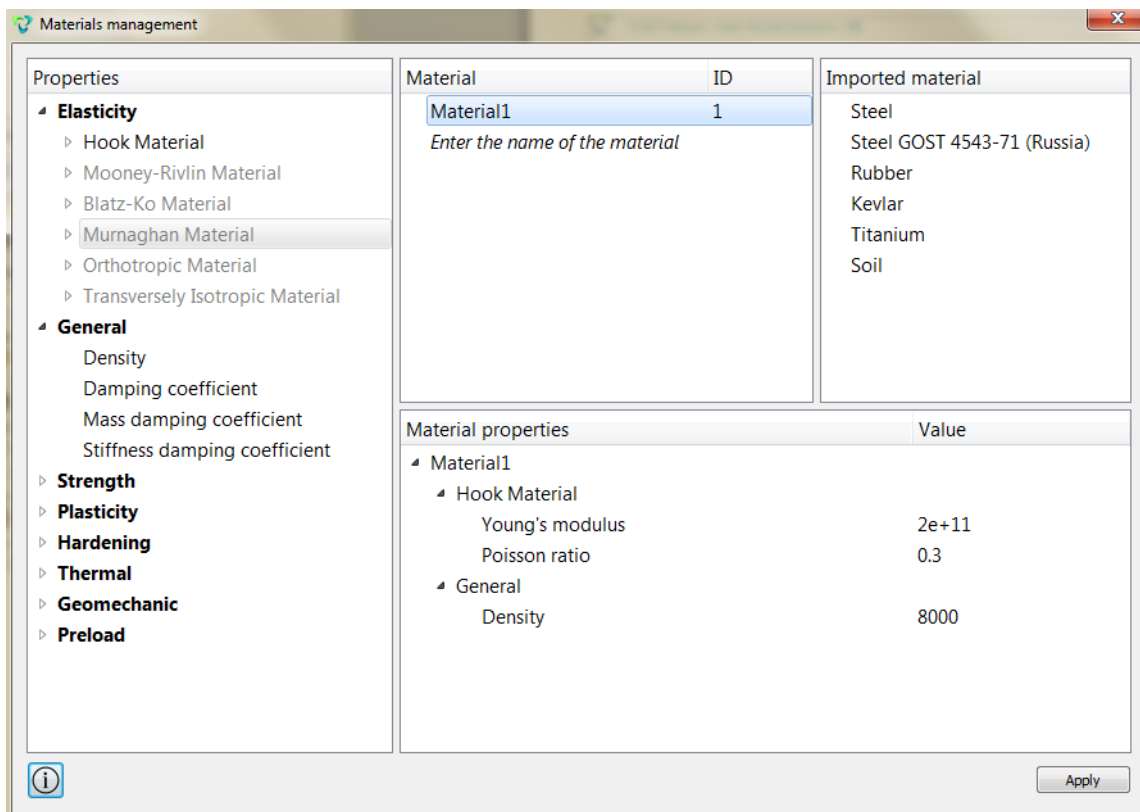 Materials management
Properties
Elasticity
Hook Material
Mooney-Rivlin Material
Blatz-Ko Material
Murnaghan Material
Orthotropic Material
Transversely Isotropic Material
General
Density
Damping coefficient
Mass damping coefficient
Stiffness damping coefficient
Strength
Plasticity
Hardening
Thermal
Geomechanic
Preload
Material ID
Material1 1
Enter the name of the material
Imported material
Steel
Steel GOST 4543-71 (Russia)
Rubber
Kevlar
Titanium
Soil
Material properties Value
Material1
Hook Material
Young's modulus 2e+11
Poisson ratio 0.3
General
Density 8000
Apply